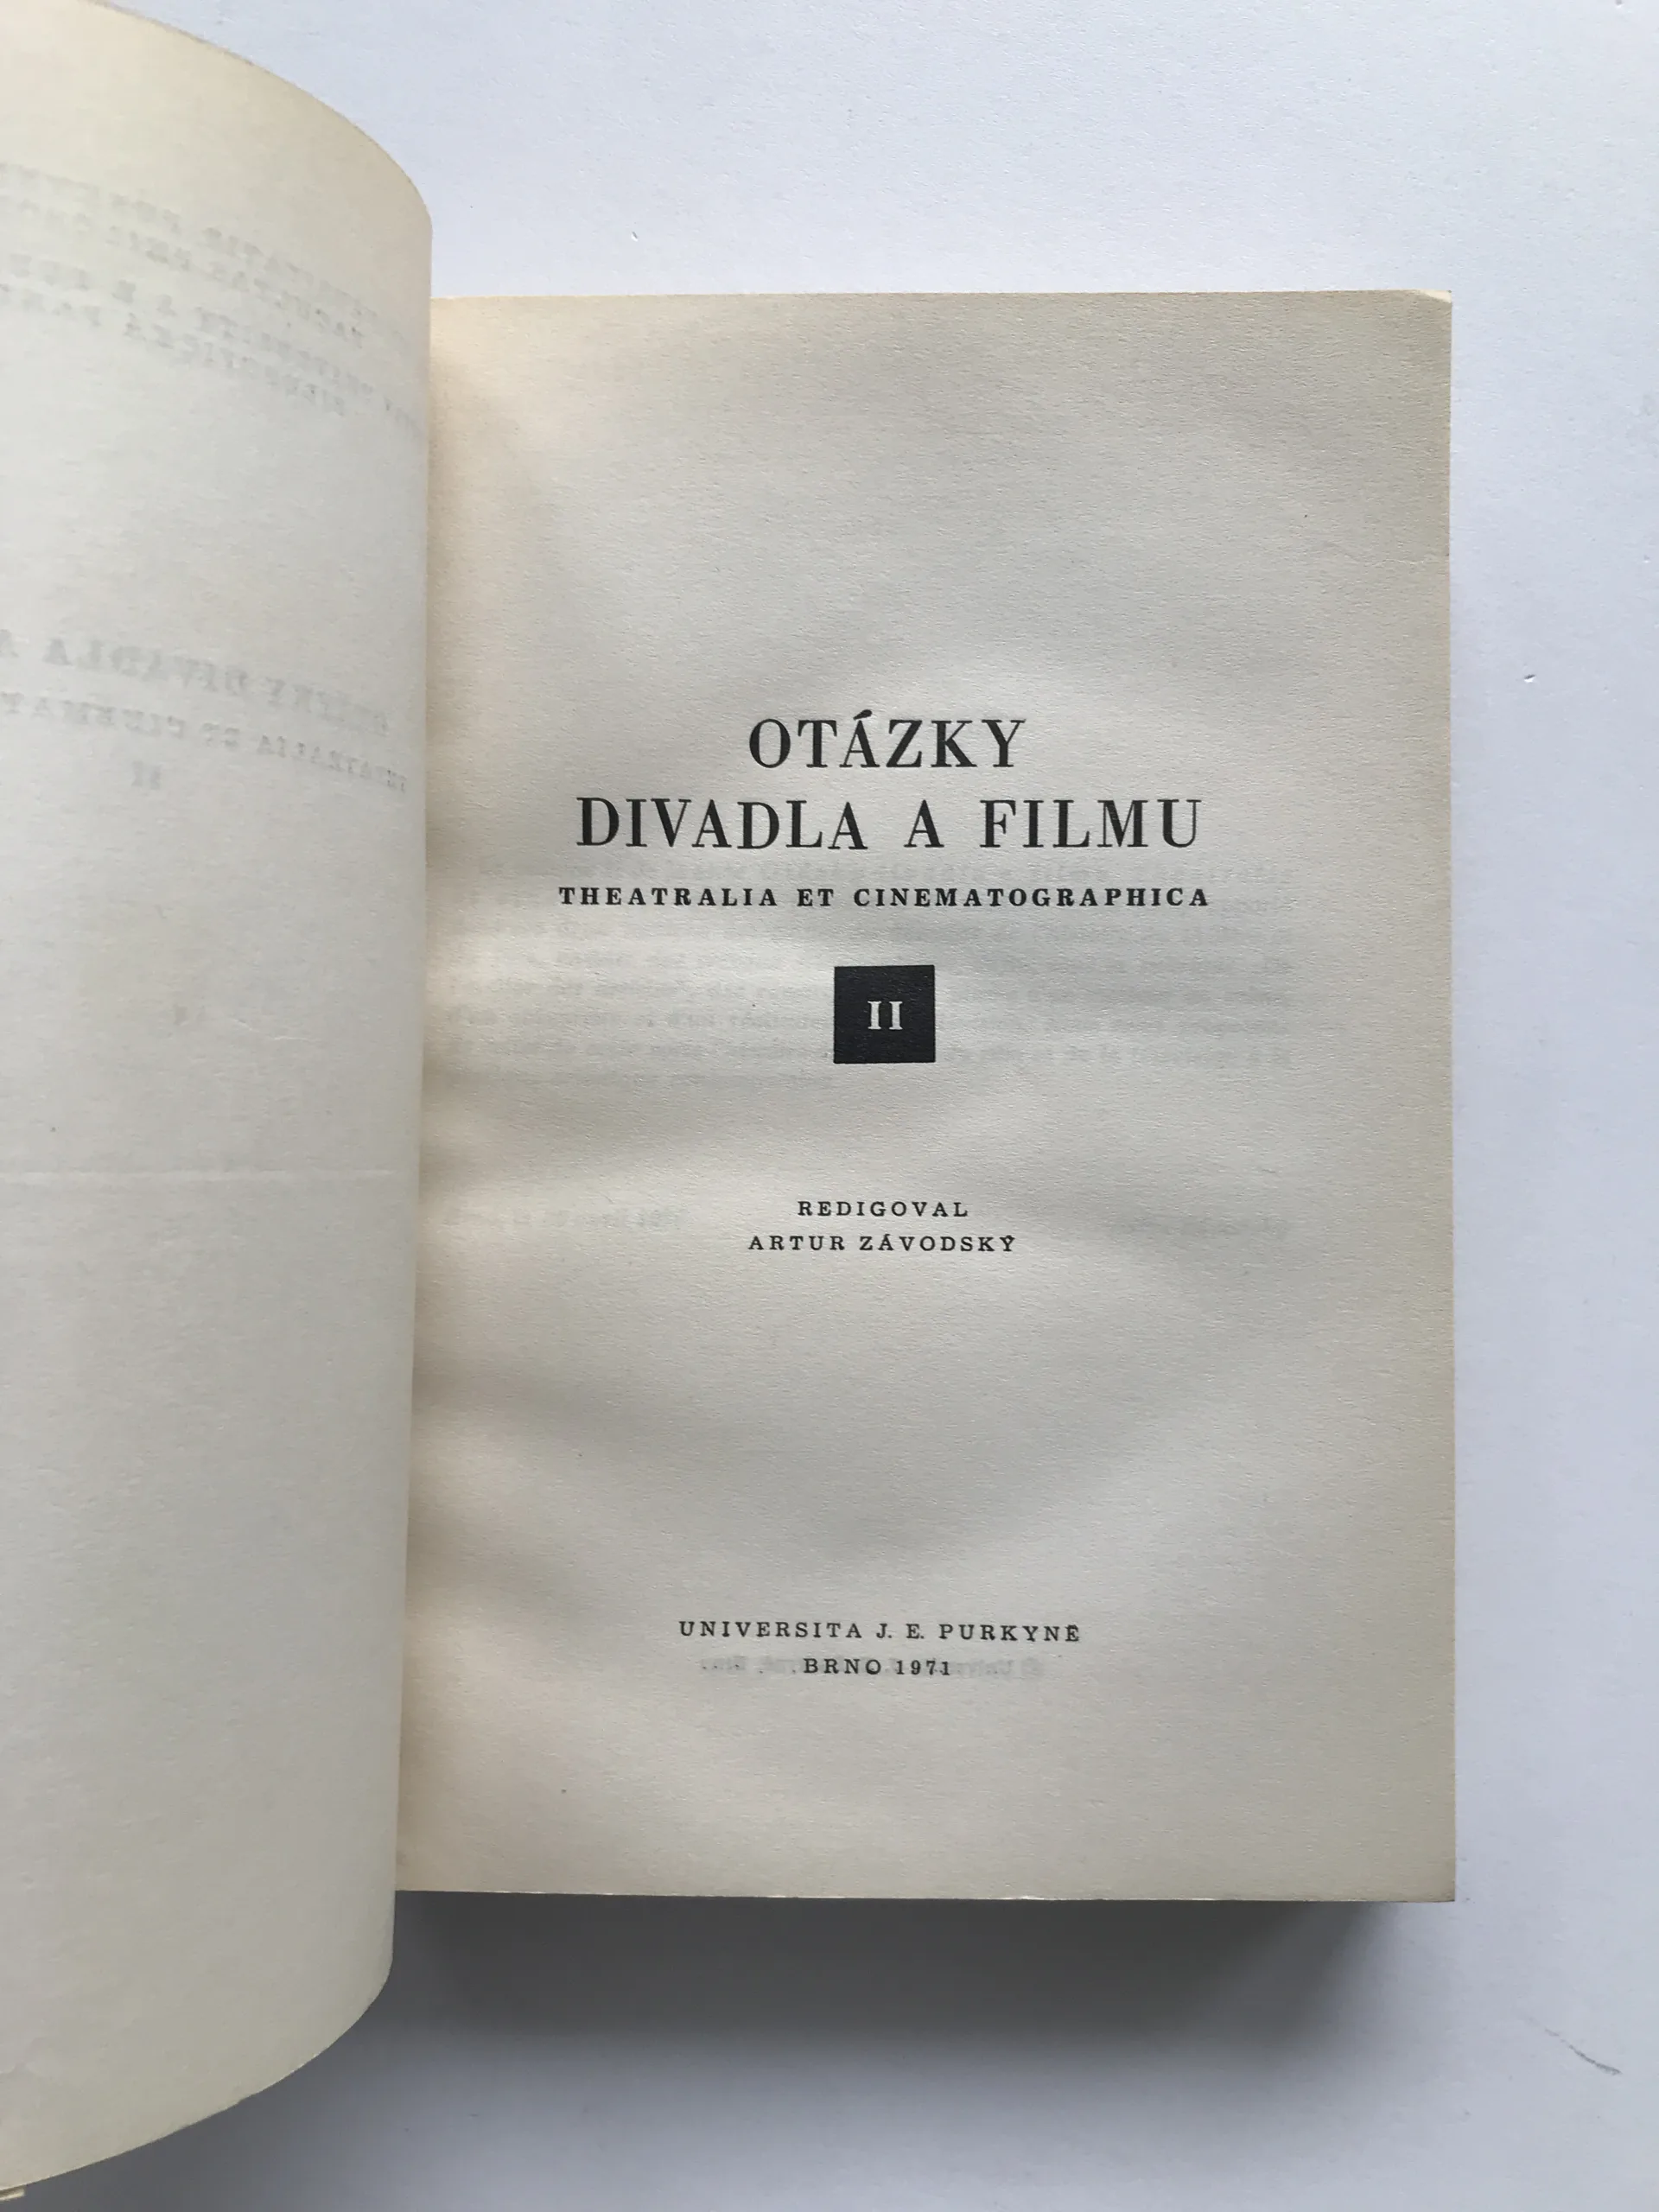 OTÁZKY
DIVADLA A FILMU
THEATRALIA ET CINEMATOGRAPHICA
II
REDIGOVAL
ARTUR ZÁVODSKÝ
UNIVERSITA J. E. PURKYNĚ
BRNO 1971